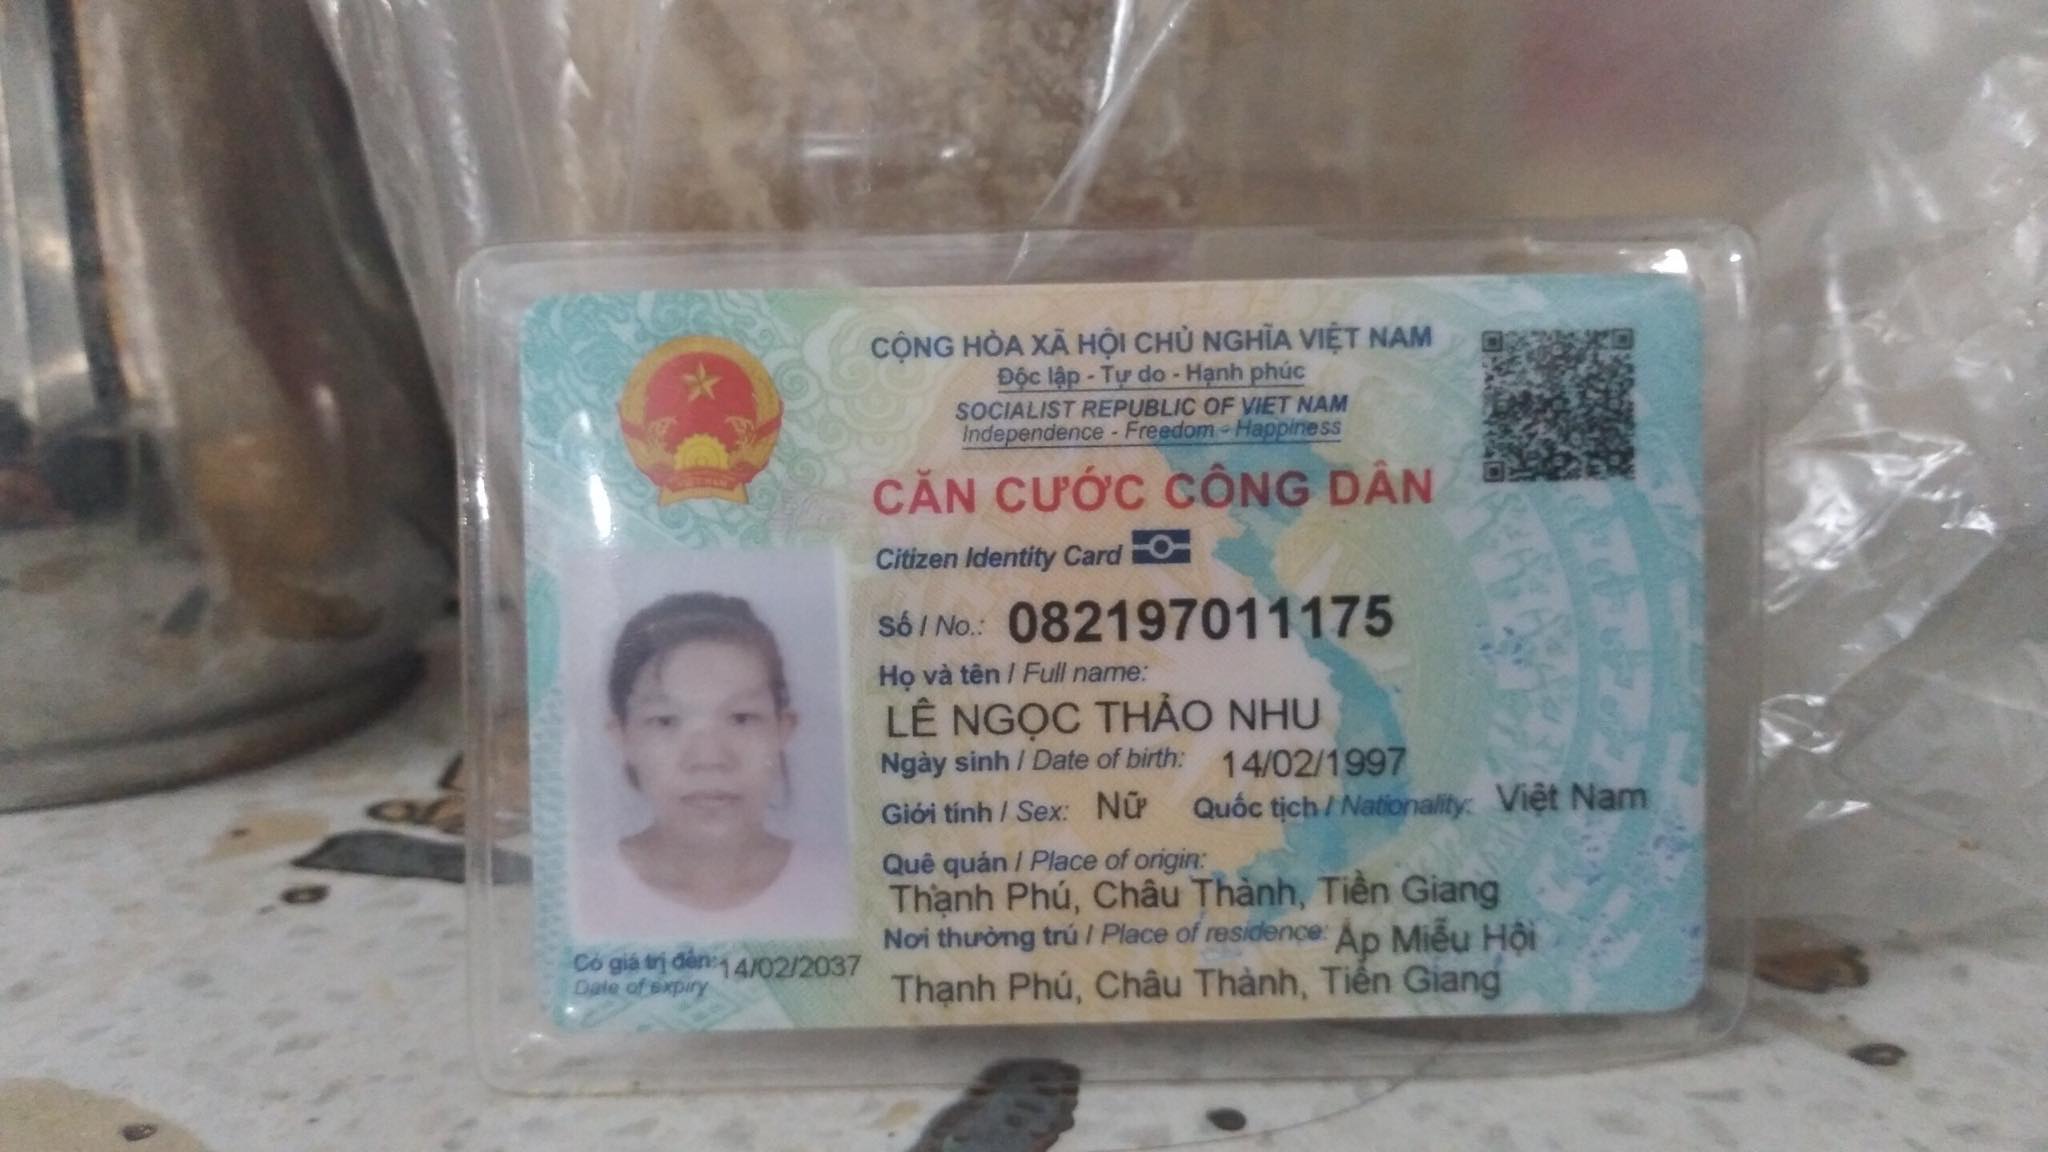 CỘNG HÒA XÃ HỘI CHỦ NGHĨA VIỆT NAM
Độc lập - Tự do - Hạnh phúc
SOCIALIST REPUBLIC OF VIET NAM
Independence - Freedom - Happiness
CĂN CƯỚC CÔNG DÂN
Citizen Identity Card
Số / No.: 082197011175
Họ và tên / Full name:
LÊ NGỌC THẢO NHU
Ngày sinh / Date of birth: 14/02/1997
Giới tính / Sex: Nữ Quốc tịch / Nationality: Việt Nam
Quê quán / Place of origin:
Thạnh Phú, Châu Thành, Tiền Giang
Nơi thường trú / Place of residence: Ấp Miễu Hội
Thạnh Phú, Châu Thành, Tiền Giang
Có giá trị đến: 14/02/2037
Date of expiry